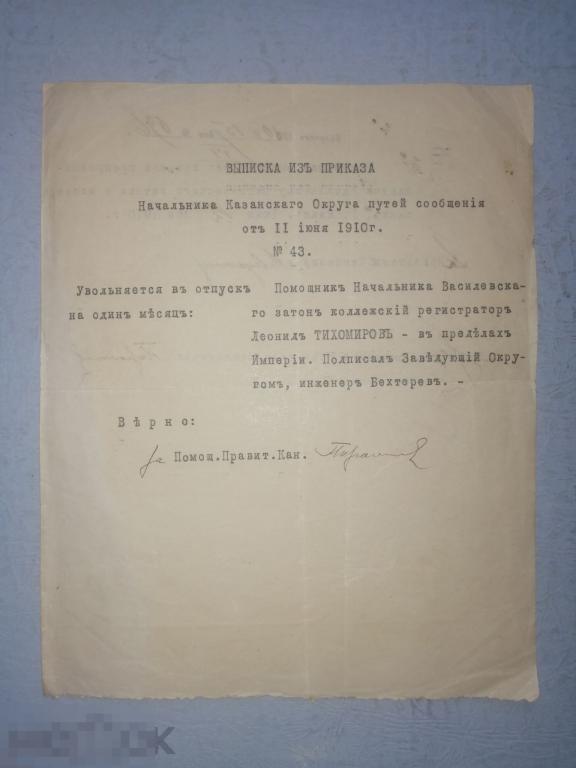 ВЫПИСКА ИЗЪ ПРИКАЗА
Начальника Казанскаго Округа путей сообщенія
отъ II іюня 1910г.
№ 43.
Увольняется въ отпускъ Помощникъ Начальника Василевска-
на одинъ мѣсяцъ: го затонъ коллежскій регистраторъ
Леонидъ ТИХОМИРОВЪ - въ предѣлахъ
Имперіи. Подписалъ Завѣдующій Окру-
гомъ, инженеръ Бехтеревъ. -
Вѣрно:
за Помощ.Правит.Кан.